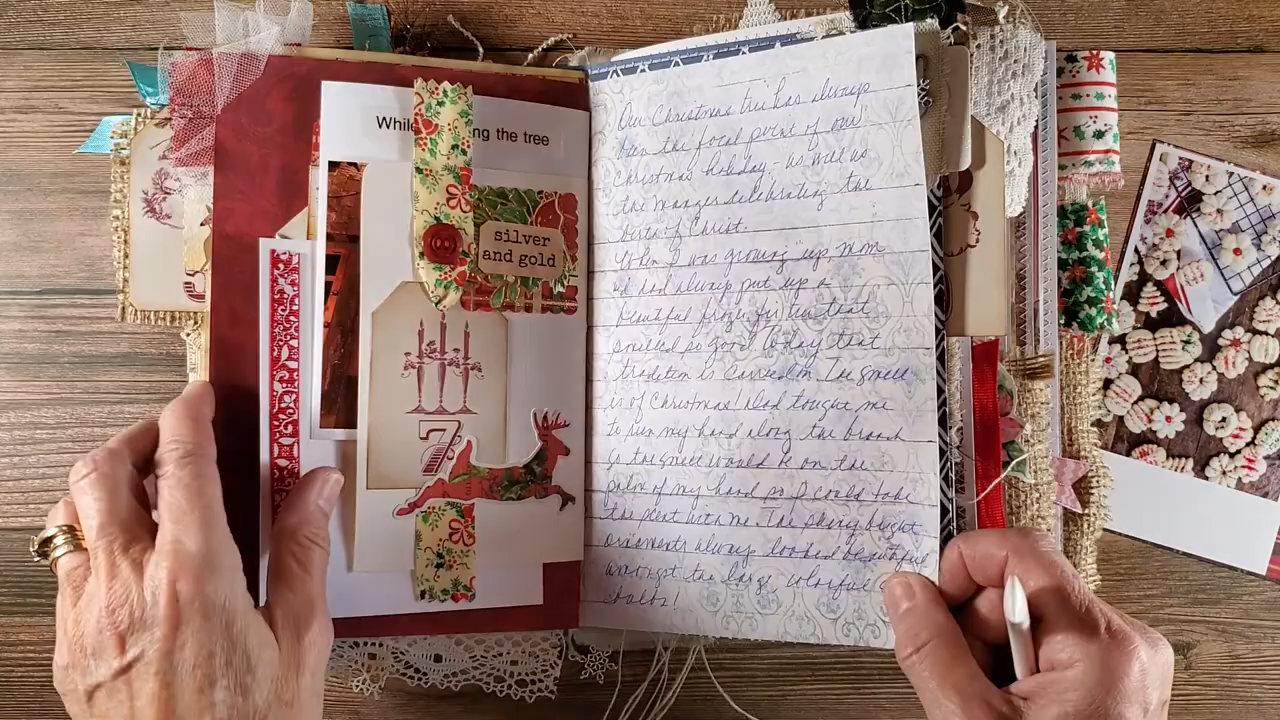 While ng the tree
silver
and gold
7
Our Christmas tree has always
been the focal point of our
Christmas holiday - as well as
the manger celebrating the
birth of Christ.
When I was growing up Mom
and Dad always put up a
beautiful frazier fir tree that
smelled so good. Today that
tradition is carried on. The smell
is of Christmas! Dad taught me
to run my hand along the branch
so the smell would be on the
palm of my hand so I could take
the scent with me. The shiny bright
ornaments always looked beautiful
amongst the large, colorful
bulbs!